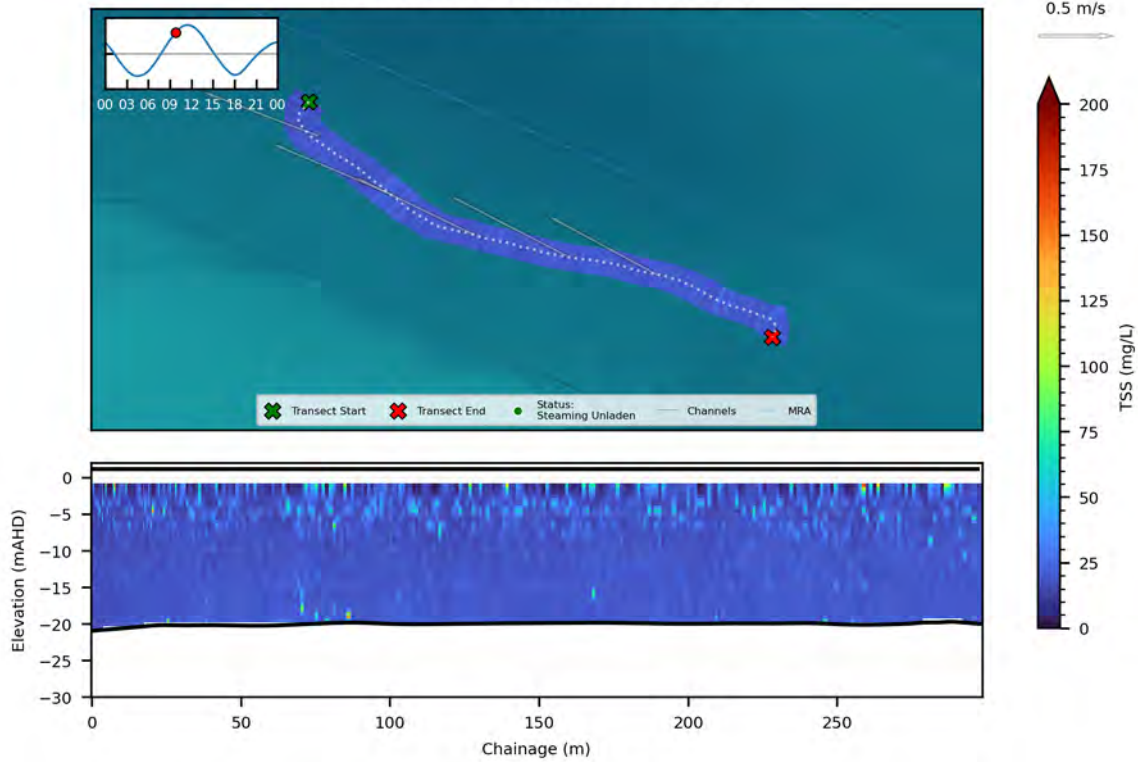 0.5 m/s
00 03 06 09 12 15 18 21 00
Transect Start
Transect End
Status:
Steaming Unladen
Channels
MRA
200
175
150
125
100
75
50
25
0
TSS (mg/L)
0
−5
−10
−15
−20
−25
−30
Elevation (mAHD)
0 50 100 150 200 250
Chainage (m)